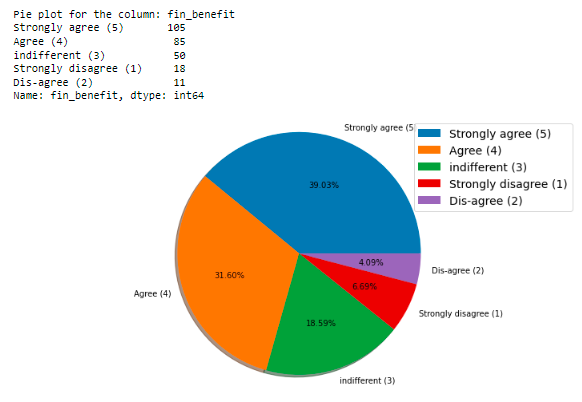 Pie plot for the column: fin_benefit
Strongly agree (5) 105
Agree (4) 85
indifferent (3) 50
Strongly disagree (1) 18
Dis-agree (2) 11
Name: fin_benefit, dtype: int64
Strongly agree (5)
Strongly agree (5)
Agree (4)
indifferent (3)
Strongly disagree (1)
Dis-agree (2)
39.03%
31.60%
18.59%
6.69%
4.09%
Dis-agree (2)
Strongly disagree (1)
Agree (4)
indifferent (3)